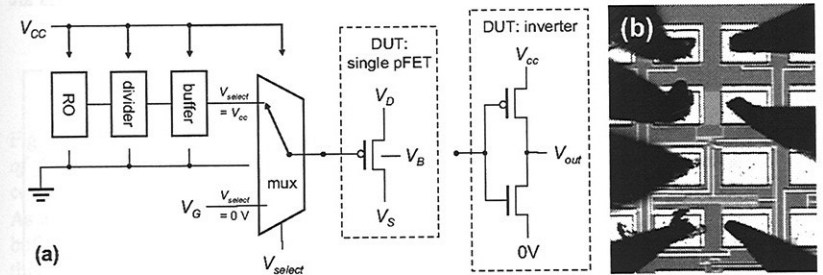 V_CC
RO
divider
buffer
V_select
= V_cc
mux
V_G
V_select
= 0 V
V_select
(a)
DUT:
single pFET
V_D
V_B
V_S
DUT: inverter
V_cc
V_out
0V
(b)